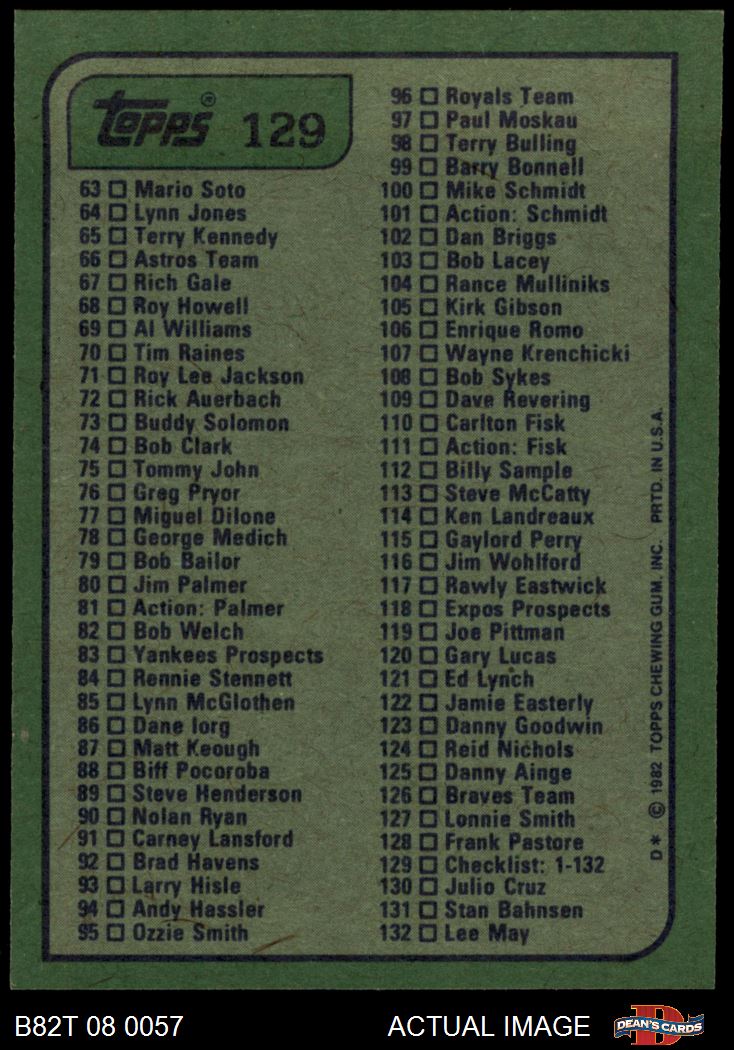 Topps® 129
63 □ Mario Soto
64 □ Lynn Jones
65 □ Terry Kennedy
66 □ Astros Team
67 □ Rich Gale
68 □ Roy Howell
69 □ Al Williams
70 □ Tim Raines
71 □ Roy Lee Jackson
72 □ Rick Auerbach
73 □ Buddy Solomon
74 □ Bob Clark
75 □ Tommy John
76 □ Greg Pryor
77 □ Miguel Dilone
78 □ George Medich
79 □ Bob Bailor
80 □ Jim Palmer
81 □ Action: Palmer
82 □ Bob Welch
83 □ Yankees Prospects
84 □ Rennie Stennett
85 □ Lynn McGlothen
86 □ Dane Iorg
87 □ Matt Keough
88 □ Biff Pocoroba
89 □ Steve Henderson
90 □ Nolan Ryan
91 □ Carney Lansford
92 □ Brad Havens
93 □ Larry Hisle
94 □ Andy Hassler
95 □ Ozzie Smith
96 □ Royals Team
97 □ Paul Moskau
98 □ Terry Bulling
99 □ Barry Bonnell
100 □ Mike Schmidt
101 □ Action: Schmidt
102 □ Dan Briggs
103 □ Bob Lacey
104 □ Rance Mulliniks
105 □ Kirk Gibson
106 □ Enrique Romo
107 □ Wayne Krenchicki
108 □ Bob Sykes
109 □ Dave Revering
110 □ Carlton Fisk
111 □ Action: Fisk
112 □ Billy Sample
113 □ Steve McCatty
114 □ Ken Landreaux
115 □ Gaylord Perry
116 □ Jim Wohlford
117 □ Rawly Eastwick
118 □ Expos Prospects
119 □ Joe Pittman
120 □ Gary Lucas
121 □ Ed Lynch
122 □ Jamie Easterly
123 □ Danny Goodwin
124 □ Reid Nichols
125 □ Danny Ainge
126 □ Braves Team
127 □ Lonnie Smith
128 □ Frank Pastore
129 □ Checklist: 1-132
130 □ Julio Cruz
131 □ Stan Bahnsen
132 □ Lee May
D* © 1982 TOPPS CHEWING GUM, INC. PRTD. IN U.S.A.
B82T 08 0057 ACTUAL IMAGE DEAN'S CARDS